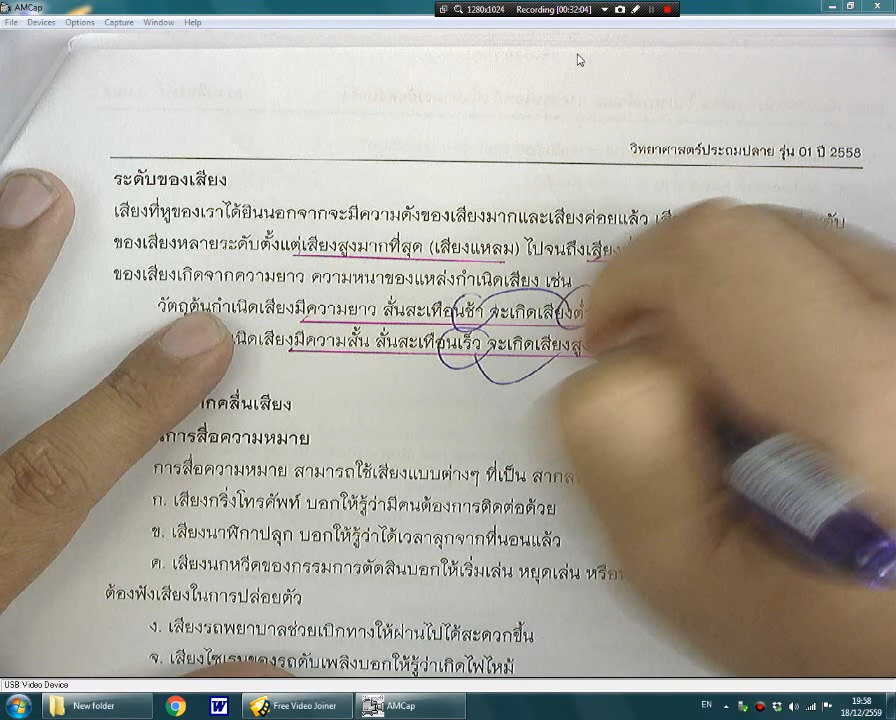 AMCap
1280x1024 Recording [00:32:04]
File Devices Options Capture Window Help
วิทยาศาสตร์ประถมปลาย รุ่น 01 ปี 2558
ระดับของเสียง
เสียงที่หูของเราได้ยินนอกจากจะมีความดังของเสียงมากและเสียงค่อยแล้ว
ของเสียงหลายระดับตั้งแต่เสียงสูงมากที่สุด (เสียงแหลม) ไปจนถึงเสียง
ของเสียงเกิดจากความยาว ความหนาของแหล่งกำเนิดเสียง เช่น
วัตถุต้นกำเนิดเสียงมีความยาว สั่นสะเทือนช้า จะเกิดเสียงต่ำ
นิดเสียงมีความสั้น สั่นสะเทือนเร็ว จะเกิดเสียงสูง
กคลื่นเสียง
การสื่อความหมาย
การสื่อความหมาย สามารถใช้เสียงแบบต่างๆ ที่เป็น
ก. เสียงกริ่งโทรศัพท์ บอกให้รู้ว่ามีคนต้องการติดต่อด้วย
ข. เสียงนาฬิกาปลุก บอกให้รู้ว่าได้เวลาลุกจากที่นอนแล้ว
ค. เสียงนกหวีดของกรรมการตัดสินบอกให้เริ่มเล่น หยุดเล่น หรือ
ต้องฟังเสียงในการปล่อยตัว
ง. เสียงรถพยาบาลช่วยเปิกทางให้ผ่านไปได้สะดวกขึ้น
จ. เสียงไซเรนของรถดับเพลิงบอกให้รู้ว่าเกิดไฟไหม้
USB Video Device
New folder Free Video Joiner AMCap EN 19:58
18/12/2559